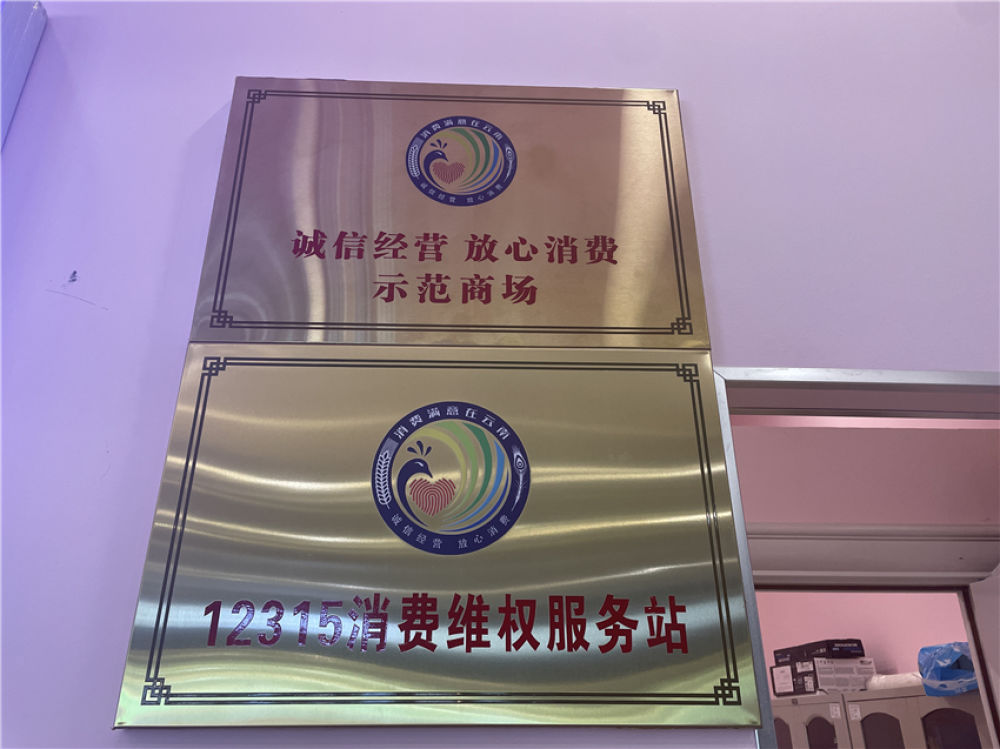 消费满意在云南
诚信经营 放心消费
诚信经营 放心消费
示范商场
消费满意在云南
诚信经营 放心消费
12315消费维权服务站